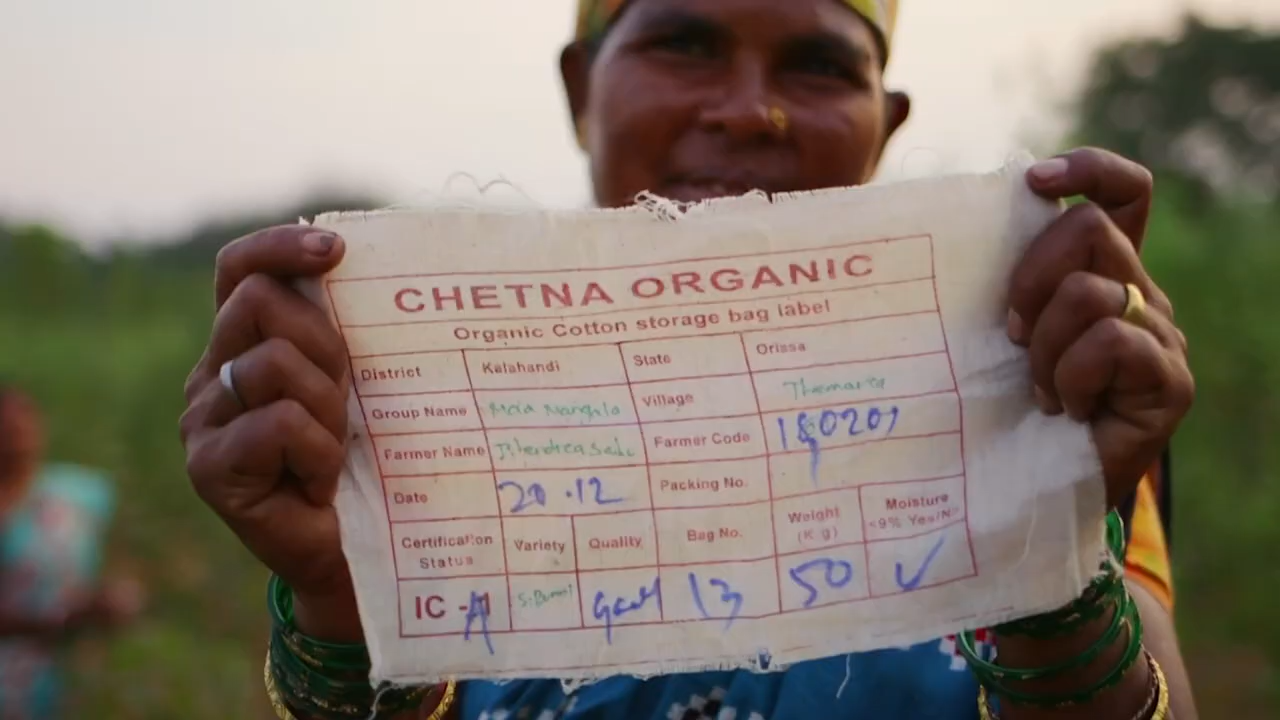 CHETNA ORGANIC
Organic Cotton storage bag label
District Kalahandi State Orissa
Group Name Village
Farmer Name Farmer Code
Date 20.12 Packing No.
Certification Status Variety Quality Bag No. Weight (Kg) Moisture <9% Yes/No
IC 13 50 ✓